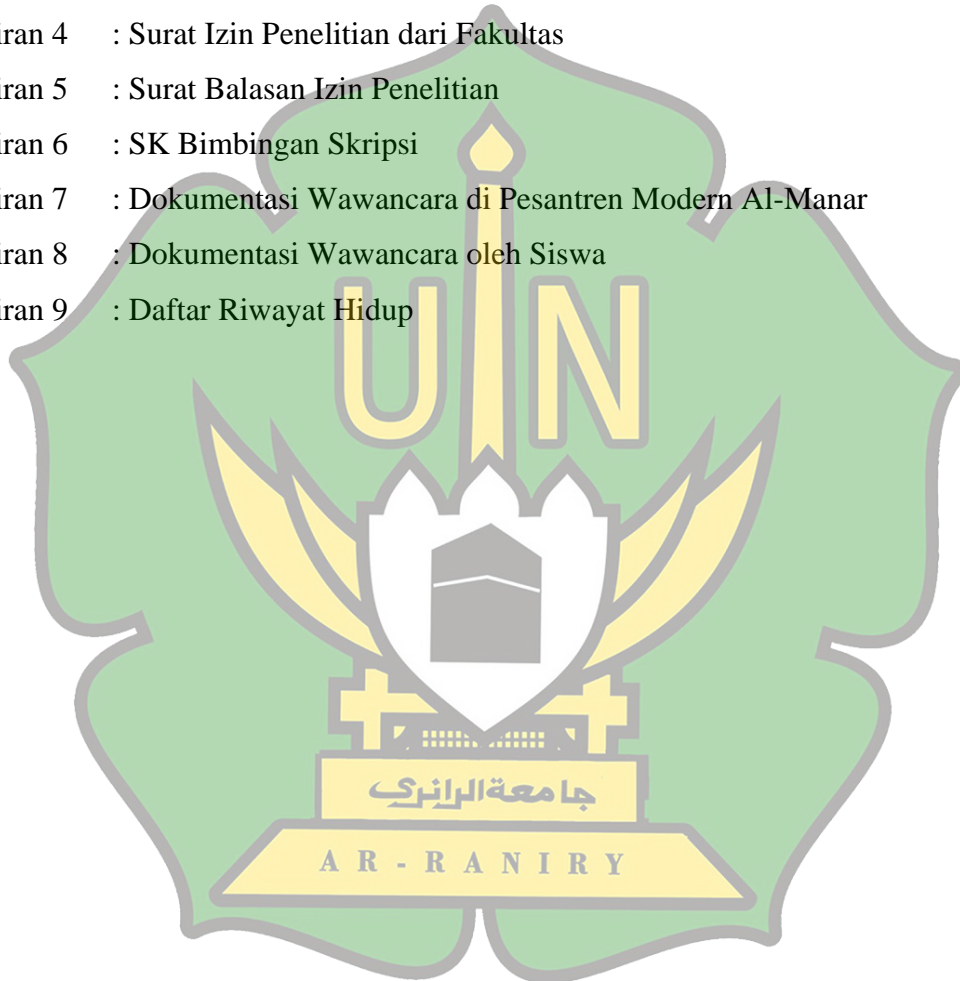 iran 4 : Surat Izin Penelitian dari Fakultas
iran 5 : Surat Balasan Izin Penelitian
iran 6 : SK Bimbingan Skripsi
iran 7 : Dokumentasi Wawancara di Pesantren Modern Al-Manar
iran 8 : Dokumentasi Wawancara oleh Siswa
iran 9 : Daftar Riwayat Hidup
UIN
جامعةالرانري
AR-RANIRY